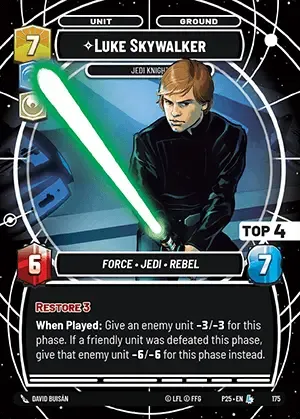 UNIT
GROUND
7
✧LUKE SKYWALKER
JEDI KNIGHT
TOP 4
6
FORCE • JEDI • REBEL
7
RESTORE 3
When Played: Give an enemy unit -3/-3 for this
phase. If a friendly unit was defeated this phase,
give that enemy unit -6/-6 for this phase instead.
DAVID BUISÁN
© LFL © FFG
P25 • EN
175